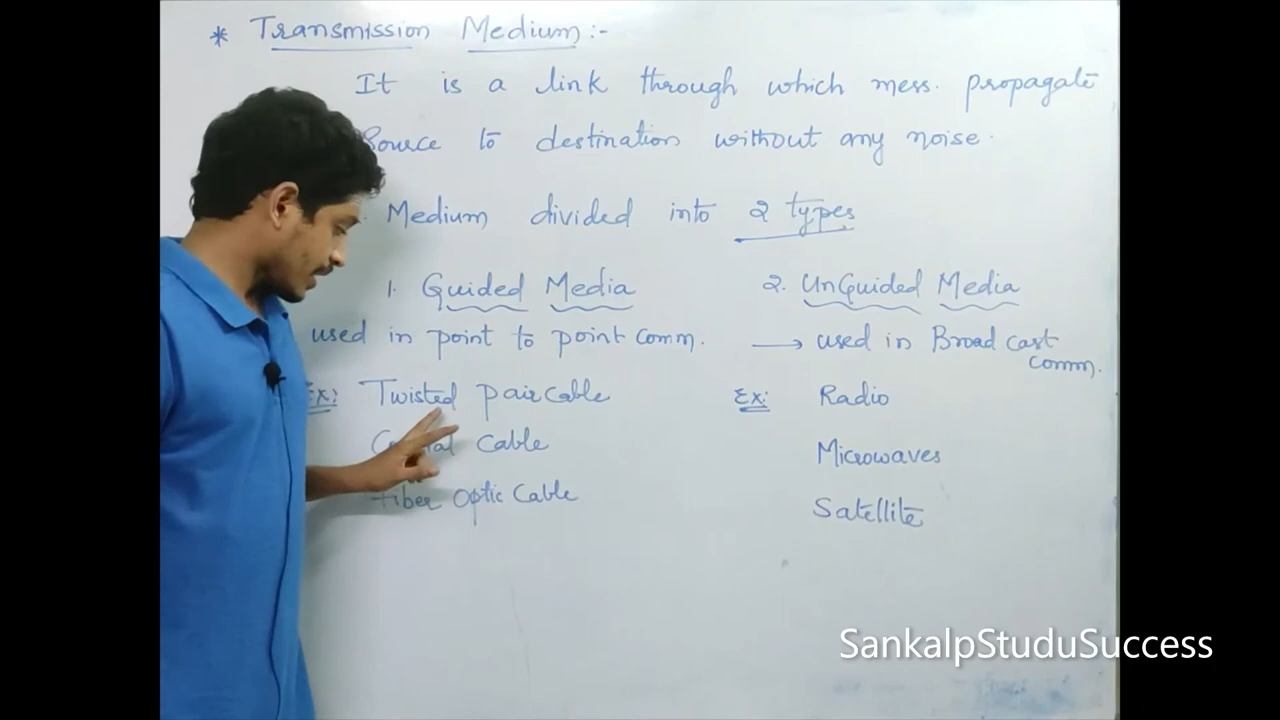 * Transmission Medium:-
It is a link through which mess. propagate
Source to destination without any noise.
Medium divided into 2 types
1. Guided Media
2. UnGuided Media
used in point to point comm.
→ used in Broad cast comm.
Ex: Twisted pair cable
Ex: Radio
cable
Microwaves
Fiber Optic Cable
Satellite
SankalpStuduSuccess